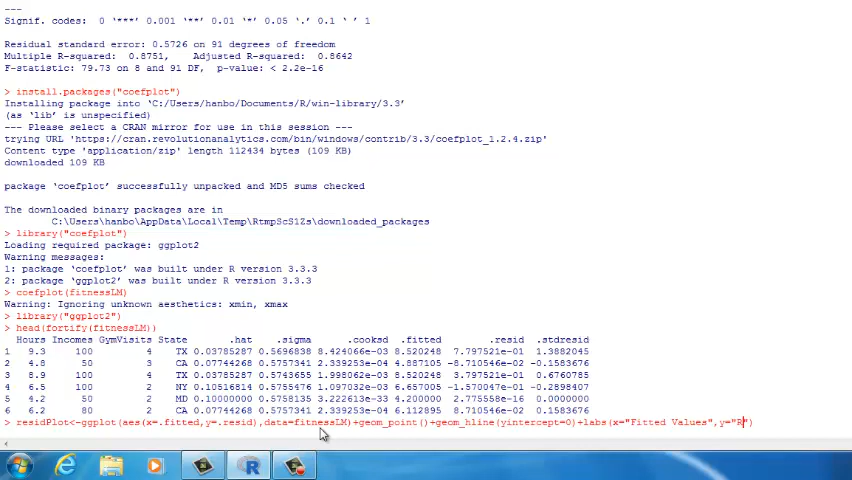 ---
Signif. codes:  0 ‘***’ 0.001 ‘**’ 0.01 ‘*’ 0.05 ‘.’ 0.1 ‘ ’ 1
Residual standard error: 0.5726 on 91 degrees of freedom
Multiple R-squared:  0.8751,    Adjusted R-squared:  0.8642
F-statistic: 79.73 on 8 and 91 DF,  p-value: < 2.2e-16
> install.packages("coefplot")
Installing package into ‘C:/Users/hanbo/Documents/R/win-library/3.3’
(as ‘lib’ is unspecified)
--- Please select a CRAN mirror for use in this session ---
trying URL 'https://cran.revolutionanalytics.com/bin/windows/contrib/3.3/coefplot_1.2.4.zip'
Content type 'application/zip' length 112434 bytes (109 KB)
downloaded 109 KB
package ‘coefplot’ successfully unpacked and MD5 sums checked
The downloaded binary packages are in
        C:\Users\hanbo\AppData\Local\Temp\RtmpScS1Zs\downloaded_packages
> library("coefplot")
Loading required package: ggplot2
Warning messages:
1: package ‘coefplot’ was built under R version 3.3.3
2: package ‘ggplot2’ was built under R version 3.3.3
> coefplot(fitnessLM)
Warning: Ignoring unknown aesthetics: xmin, xmax
> library("ggplot2")
> head(fortify(fitnessLM))
  Hours Incomes GymVisits State       .hat    .sigma      .cooksd  .fitted        .resid  .stdresid
1   9.3     100         4    TX 0.03785287 0.5696838 8.424066e-03 8.520248  7.797521e-01  1.3882045
2   4.8      50         3    CA 0.07744268 0.5757341 2.339253e-04 4.887105 -8.710546e-02 -0.1583676
3   8.9     100         4    TX 0.03785287 0.5743545 1.998062e-03 8.520248  3.797521e-01  0.6760785
4   6.5     100         2    NY 0.10516814 0.5755476 1.097032e-03 6.657005 -1.570047e-01 -0.2898407
5   4.2      50         2    MD 0.10000000 0.5758135 3.222613e-33 4.200000  2.775558e-16  0.0000000
6   6.2      80         2    CA 0.07744268 0.5757341 2.339254e-04 6.112895  8.710546e-02  0.1583676
> residPlot<-ggplot(aes(x=.fitted,y=.resid),data=fitnessLM)+geom_point()+geom_hline(yintercept=0)+labs(x="Fitted Values",y="R")